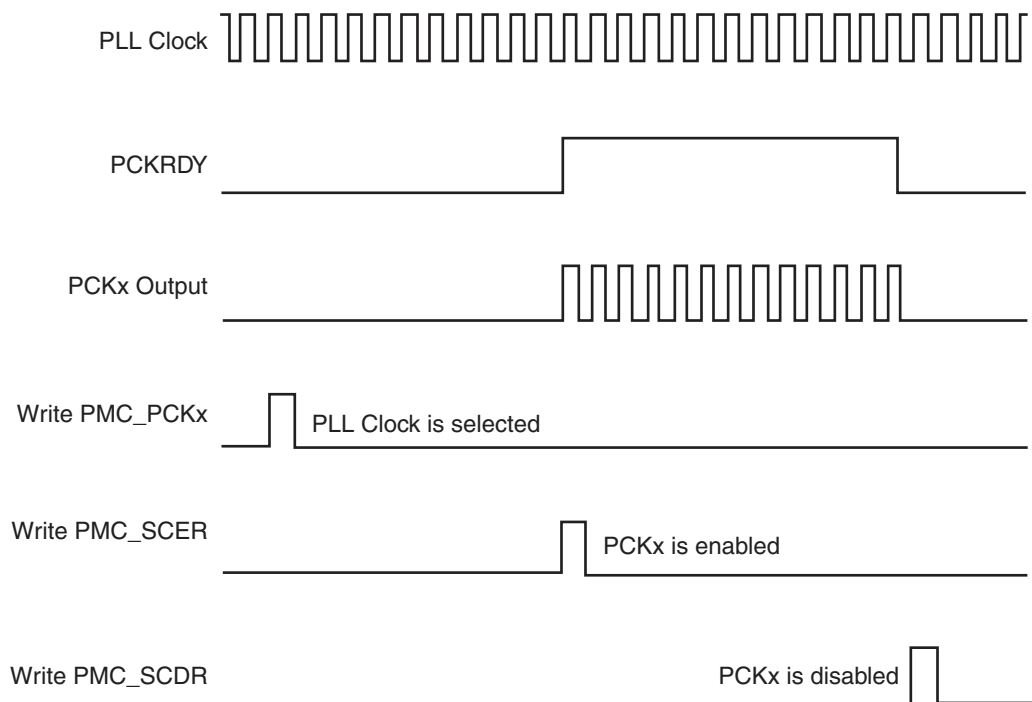 PLL Clock
PCKRDY
PCKx Output
Write PMC_PCKx
PLL Clock is selected
Write PMC_SCER
PCKx is enabled
Write PMC_SCDR
PCKx is disabled